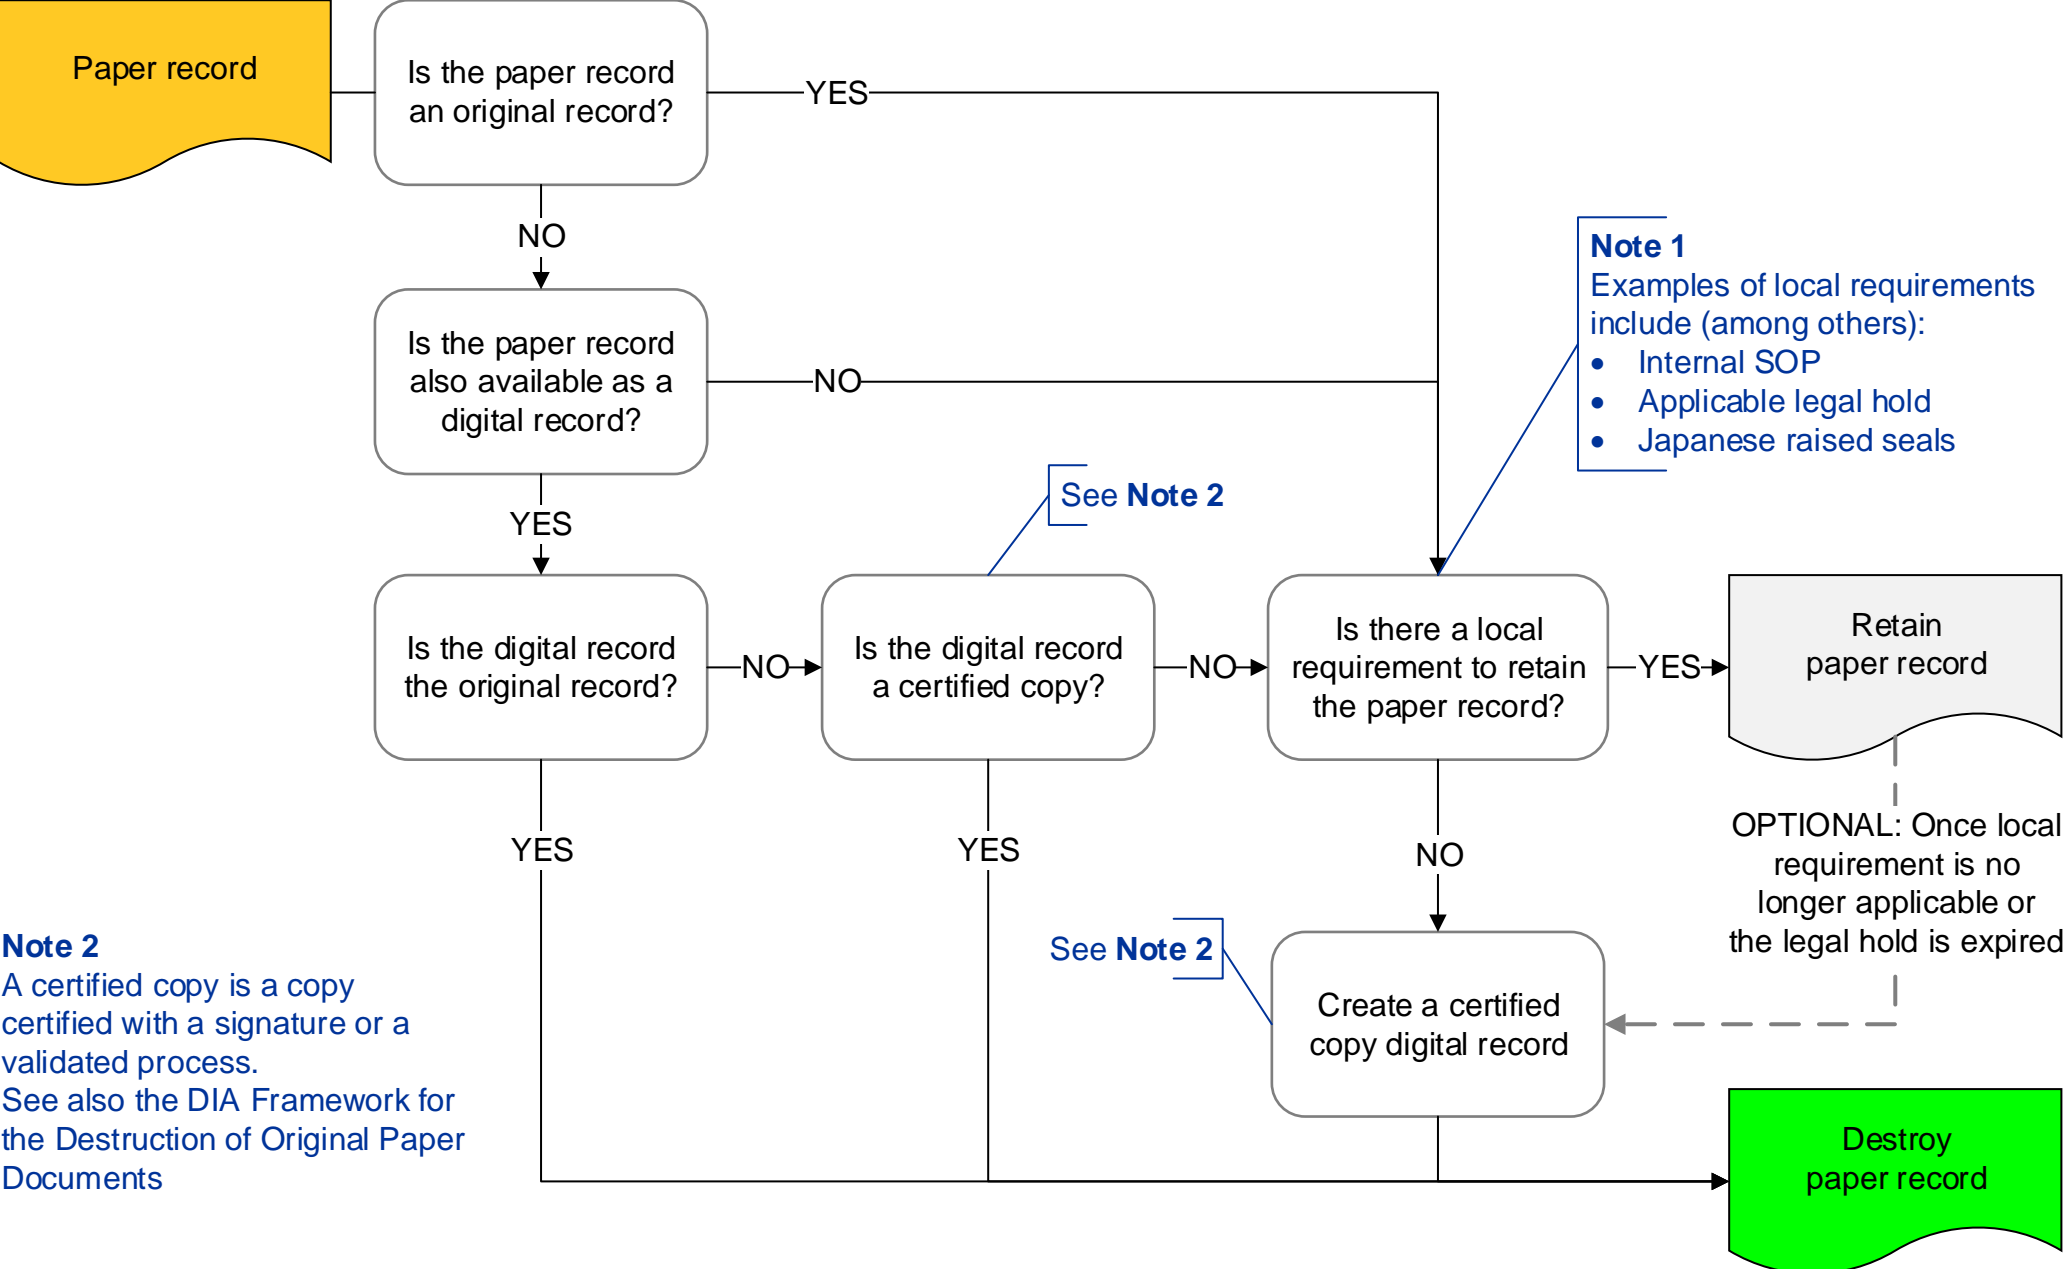 Paper record
Is the paper record
an original record?
YES
NO
Note 1
Examples of local requirements
include (among others):
• Internal SOP
• Applicable legal hold
• Japanese raised seals
Is the paper record
also available as a
digital record?
NO
See Note 2
YES
Is the digital record
the original record?
NO
Is the digital record
a certified copy?
NO
Is there a local
requirement to retain
the paper record?
YES
Retain
paper record
YES
YES
NO
OPTIONAL: Once local
requirement is no
longer applicable or
the legal hold is expired
Note 2
A certified copy is a copy
certified with a signature or a
validated process.
See also the DIA Framework for
the Destruction of Original Paper
Documents
See Note 2
Create a certified
copy digital record
Destroy
paper record